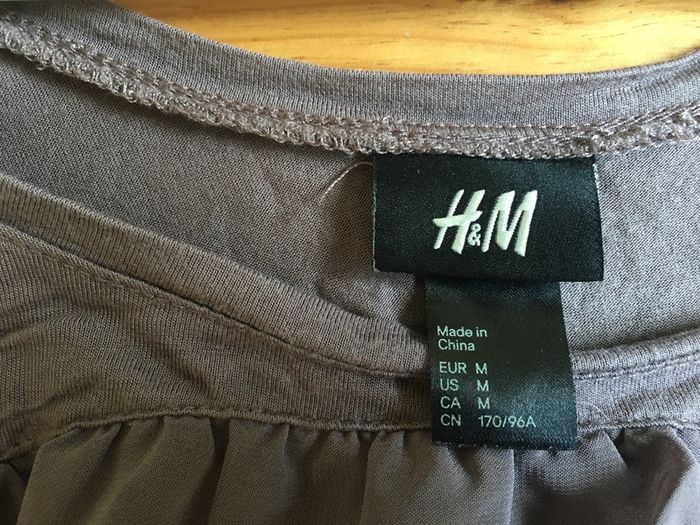 H&M
Made in
China
EUR M
US M
CA M
CN 170/96A